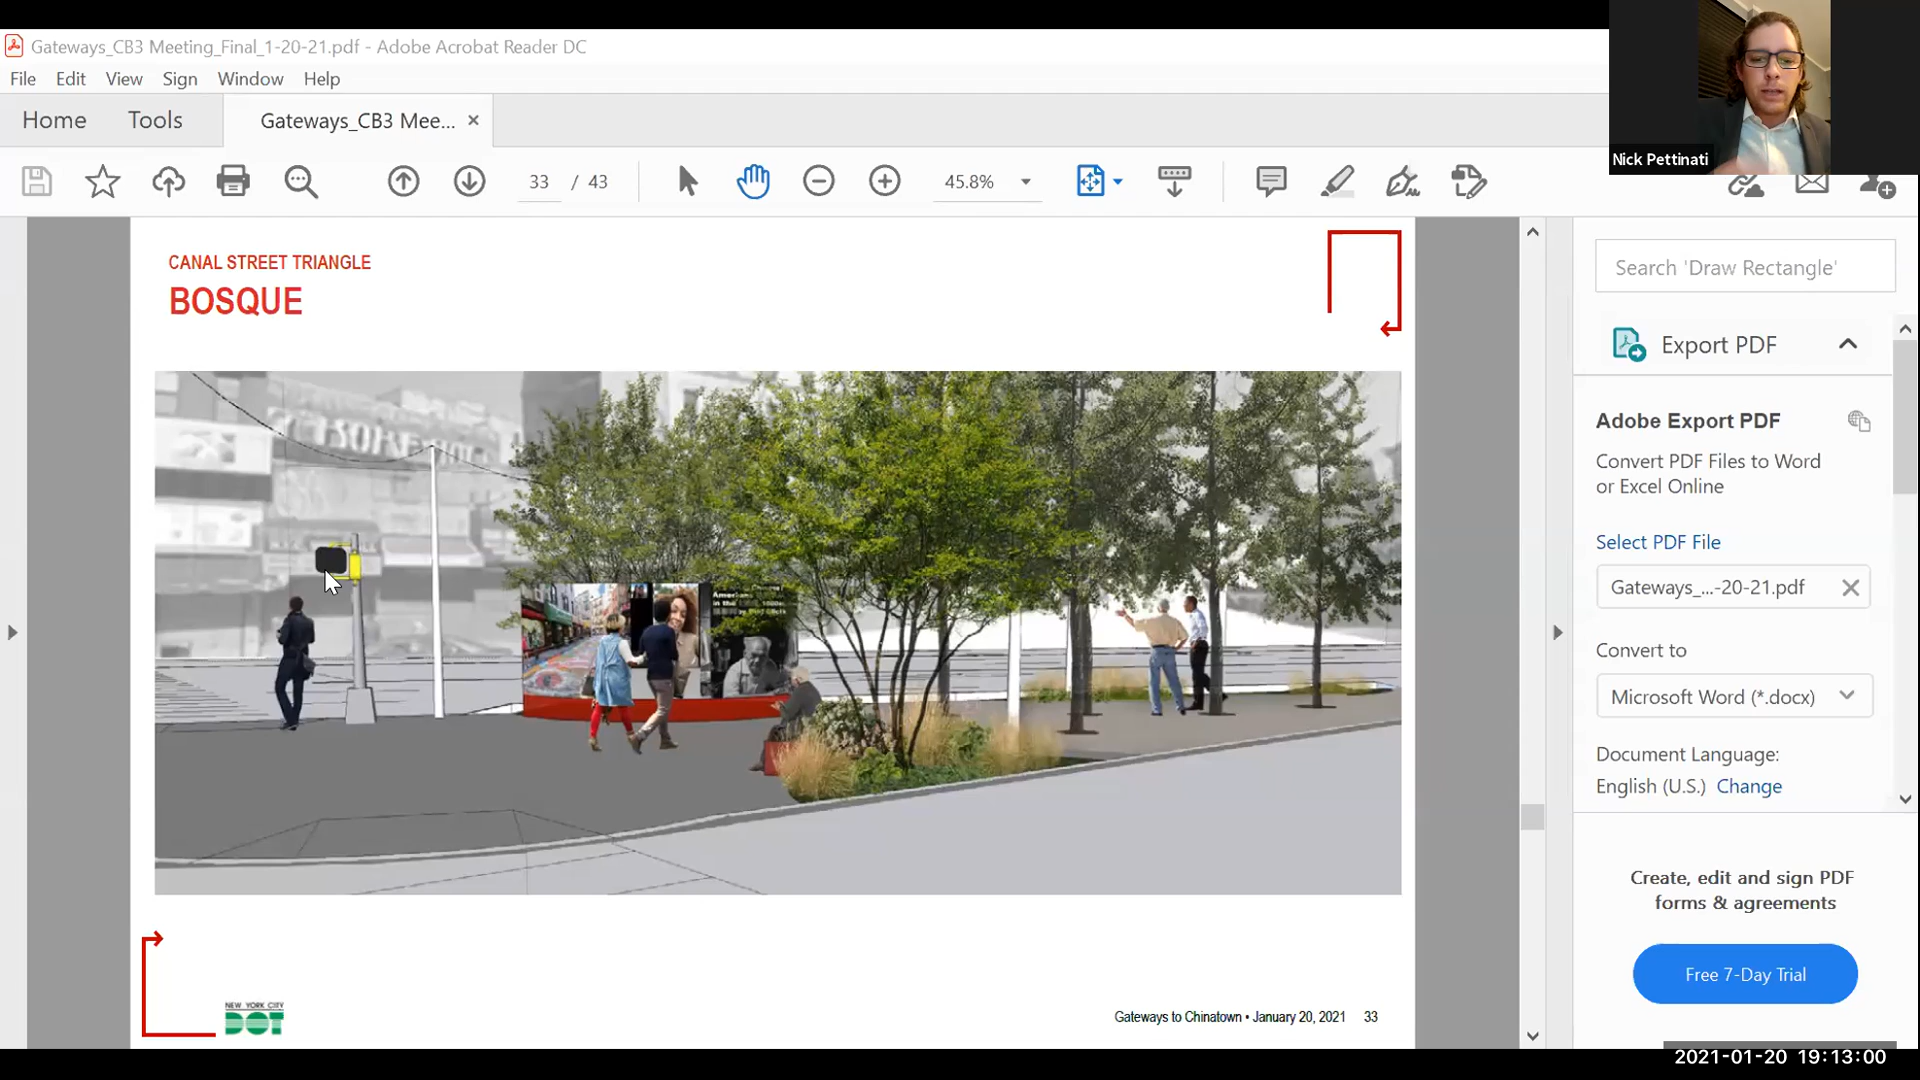 Gateways_CB3 Meeting_Final_1-20-21.pdf - Adobe Acrobat Reader DC
File Edit View Sign Window Help
Home Tools Gateways_CB3 Mee... ×
33 / 43 45.8%
Nick Pettinati
CANAL STREET TRIANGLE
BOSQUE
Search 'Draw Rectangle'
Export PDF
Adobe Export PDF
Convert PDF Files to Word
or Excel Online
Select PDF File
Gateways_...-20-21.pdf
Convert to
Microsoft Word (*.docx)
Document Language:
English (U.S.) Change
Create, edit and sign PDF
forms & agreements
Free 7-Day Trial
NEW YORK CITY
DOT
Gateways to Chinatown • January 20, 2021 33
2021-01-20 19:13:00